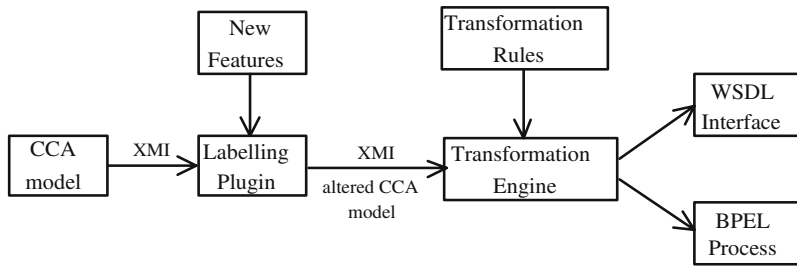 New
Features
Transformation
Rules
WSDL
Interface
CCA
model
XMI
Labelling
Plugin
XMI
altered CCA
model
Transformation
Engine
BPEL
Process